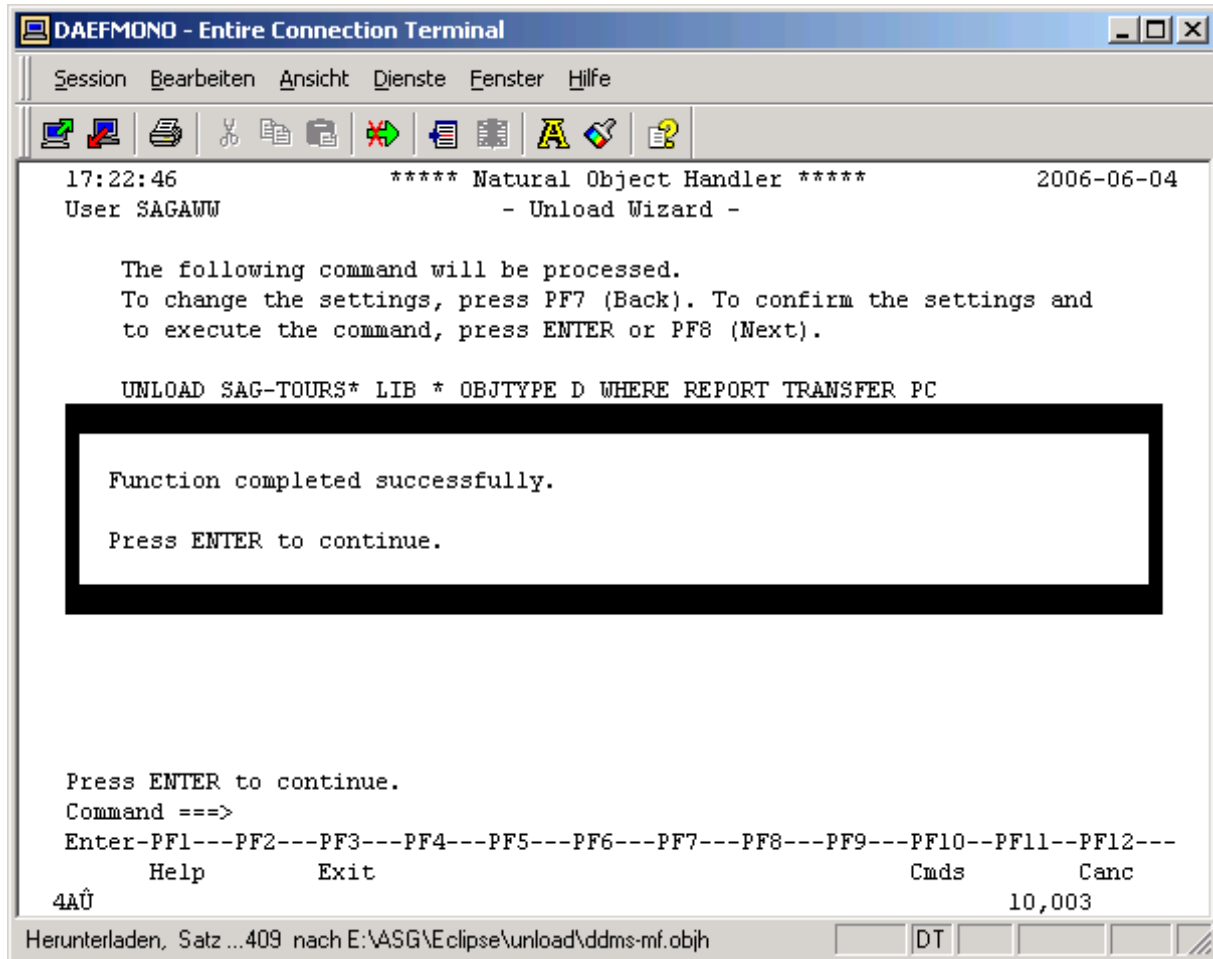 DAEFMONO - Entire Connection Terminal
Session Bearbeiten Ansicht Dienste Fenster Hilfe
17:22:46 ***** Natural Object Handler ***** 2006-06-04
User SAGAWW - Unload Wizard -
The following command will be processed.
To change the settings, press PF7 (Back). To confirm the settings and
to execute the command, press ENTER or PF8 (Next).
UNLOAD SAG-TOURS* LIB * OBJTYPE D WHERE REPORT TRANSFER PC
Function completed successfully.
Press ENTER to continue.
Press ENTER to continue.
Command ===>
Enter-PF1---PF2---PF3---PF4---PF5---PF6---PF7---PF8---PF9---PF10--PF11--PF12---
Help Exit Cmds Canc
4AÛ 10,003
Herunterladen, Satz ...409 nach E:\ASG\Eclipse\unload\ddms-mf.objh DT